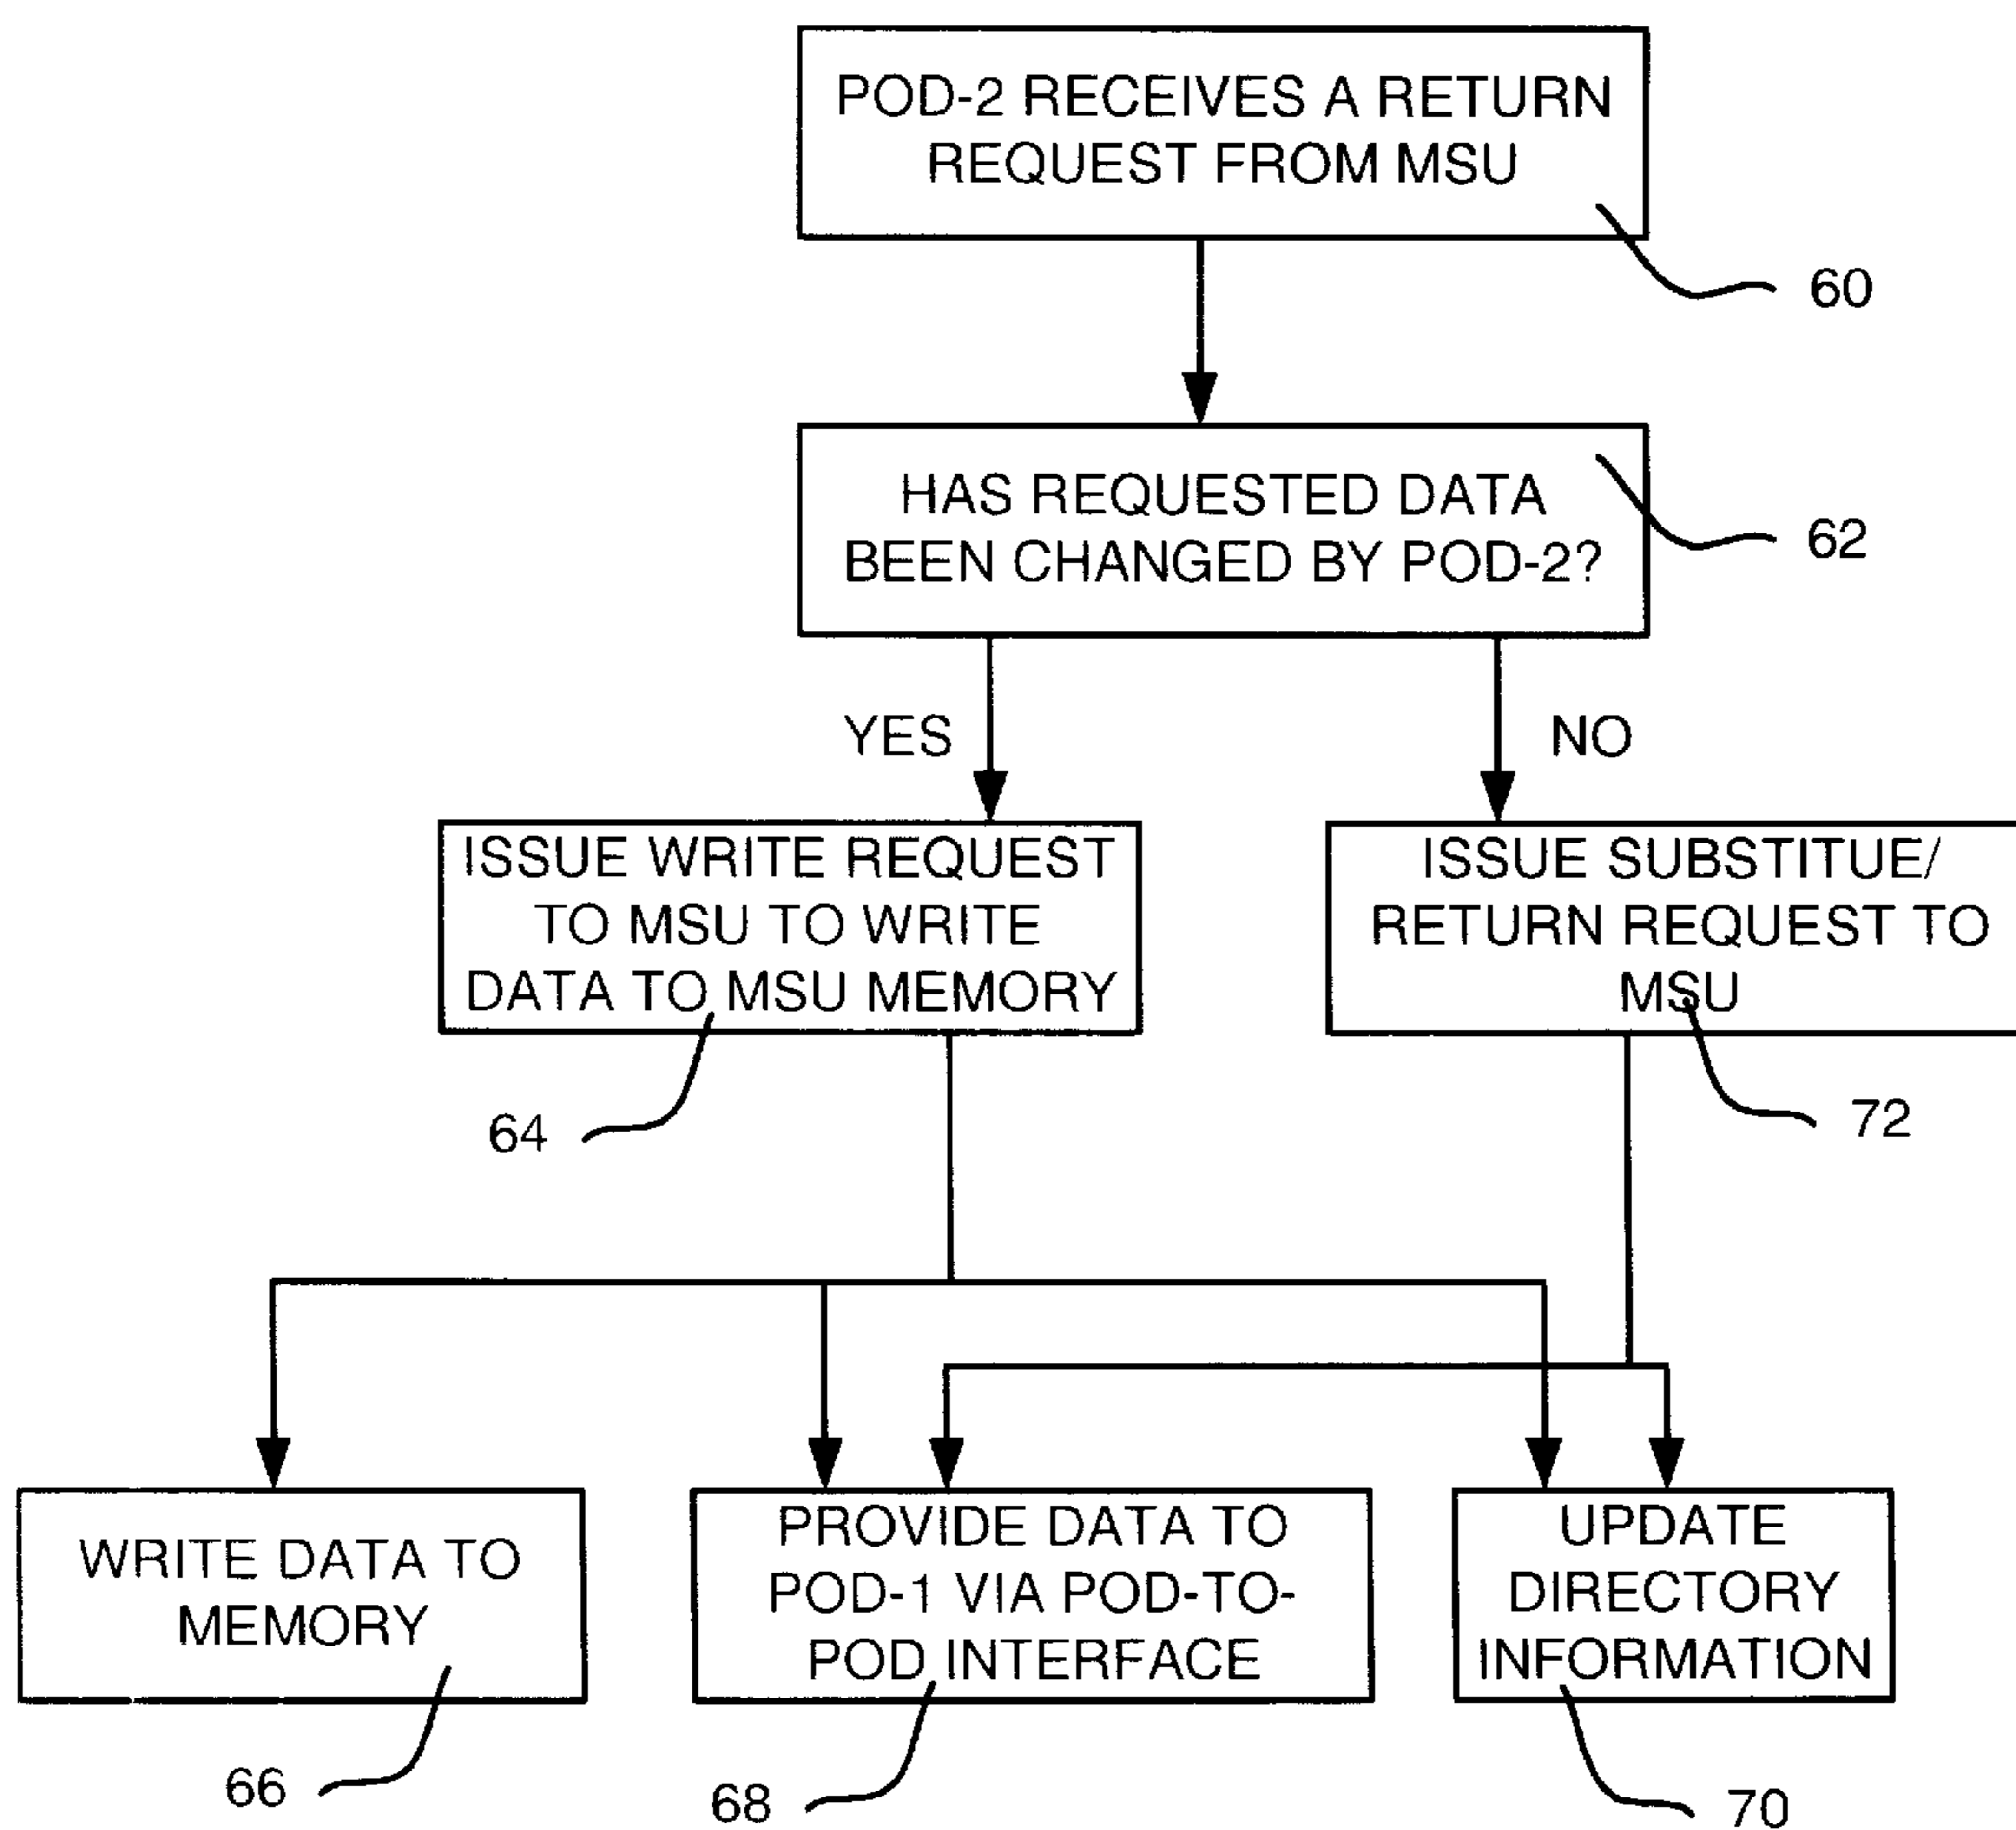 POD-2 RECEIVES A RETURN
REQUEST FROM MSU
60
HAS REQUESTED DATA
BEEN CHANGED BY POD-2?
62
YES
NO
ISSUE WRITE REQUEST
TO MSU TO WRITE
DATA TO MSU MEMORY
64
ISSUE SUBSTITUE/
RETURN REQUEST TO
MSU
72
WRITE DATA TO
MEMORY
66
PROVIDE DATA TO
POD-1 VIA POD-TO-
POD INTERFACE
68
UPDATE
DIRECTORY
INFORMATION
70